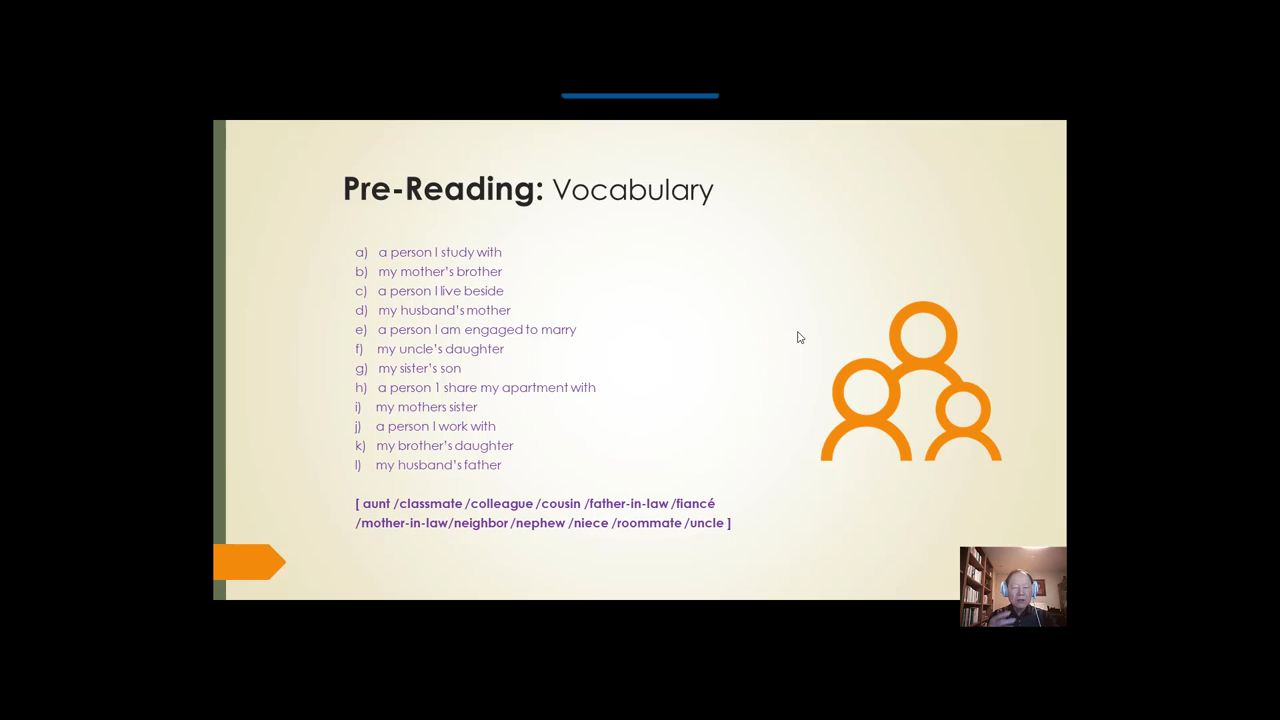 Pre-Reading: Vocabulary
a) a person I study with
b) my mother's brother
c) a person I live beside
d) my husband's mother
e) a person I am engaged to marry
f) my uncle's daughter
g) my sister's son
h) a person 1 share my apartment with
i) my mothers sister
j) a person I work with
k) my brother's daughter
l) my husband's father
[ aunt /classmate /colleague /cousin /father-in-law /fiancé
/mother-in-law/neighbor /nephew /niece /roommate /uncle ]